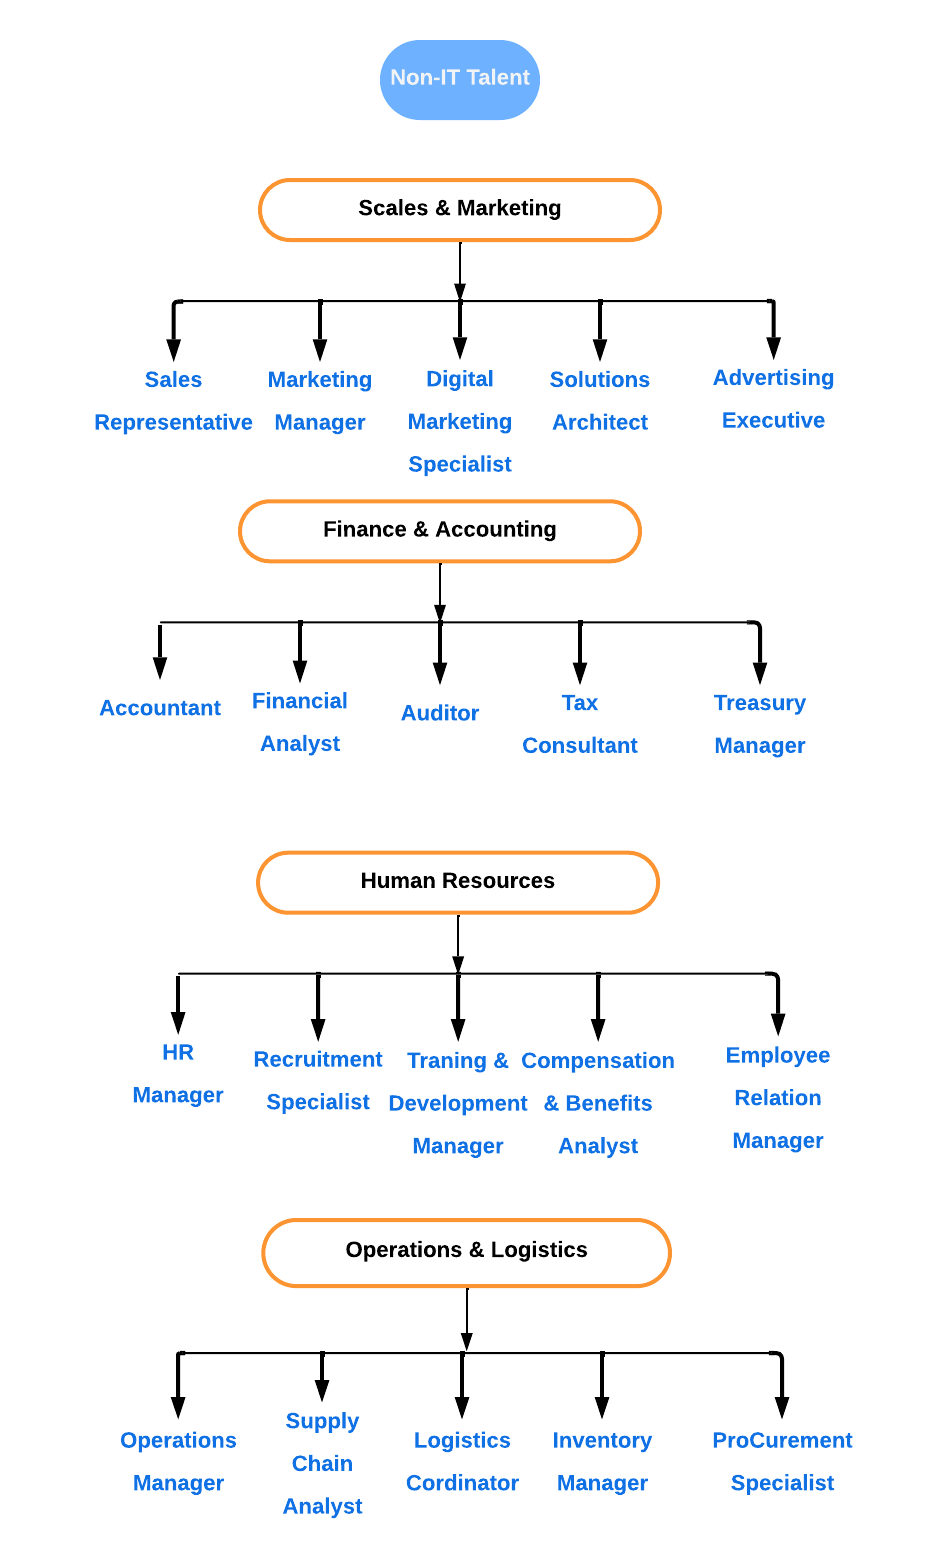 Non-IT Talent
Scales & Marketing
Sales
Representative
Marketing
Manager
Digital
Marketing
Specialist
Solutions
Architect
Advertising
Executive
Finance & Accounting
Accountant
Financial
Analyst
Auditor
Tax
Consultant
Treasury
Manager
Human Resources
HR
Manager
Recruitment
Specialist
Traning &
Development
Manager
Compensation
& Benefits
Analyst
Employee
Relation
Manager
Operations & Logistics
Operations
Manager
Supply
Chain
Analyst
Logistics
Cordinator
Inventory
Manager
ProCurement
Specialist